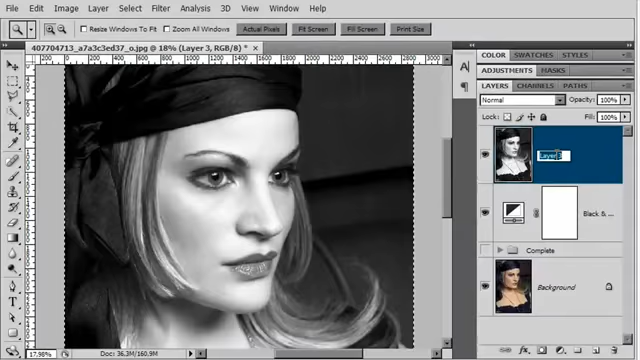 File Edit Image Layer Select Filter Analysis 3D View Window Help
Resize Windows To Fit Zoom All Windows Actual Pixels Fit Screen Fill Screen Print Size
407704713_a7a3c3ed37_o.jpg @ 18% (Layer 3, RGB/8) *
COLOR SWATCHES STYLES
ADJUSTMENTS MASKS
LAYERS CHANNELS PATHS
Normal Opacity: 100%
Lock: Fill: 100%
Layer 3
Black & ...
Complete
Background
17,98% Doc: 36,3M/160,9M